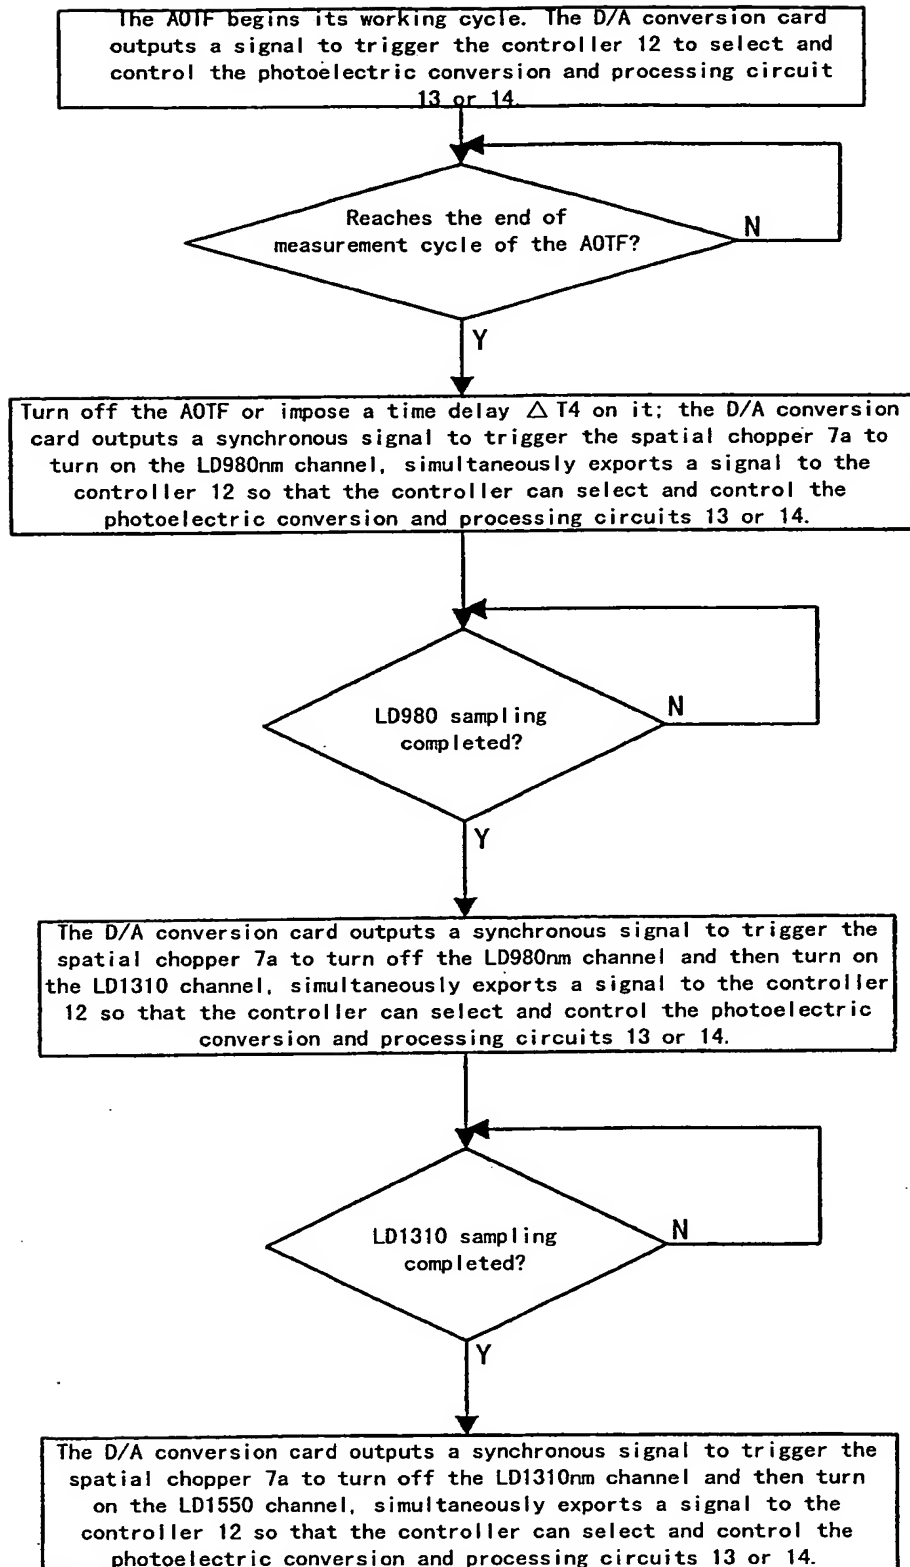 The AOTF begins its working cycle. The D/A conversion card
outputs a signal to trigger the controller 12 to select and
control the photoelectric conversion and processing circuit
13 or 14.
Reaches the end of
measurement cycle of the AOTF?
N
Y
Turn off the AOTF or impose a time delay △ T4 on it; the D/A conversion
card outputs a synchronous signal to trigger the spatial chopper 7a to
turn on the LD980nm channel, simultaneously exports a signal to the
controller 12 so that the controller can select and control the
photoelectric conversion and processing circuits 13 or 14.
LD980 sampling
completed?
N
Y
The D/A conversion card outputs a synchronous signal to trigger the
spatial chopper 7a to turn off the LD980nm channel and then turn on
the LD1310 channel, simultaneously exports a signal to the controller
12 so that the controller can select and control the photoelectric
conversion and processing circuits 13 or 14.
LD1310 sampling
completed?
N
Y
The D/A conversion card outputs a synchronous signal to trigger the
spatial chopper 7a to turn off the LD1310nm channel and then turn
on the LD1550 channel, simultaneously exports a signal to the
controller 12 so that the controller can select and control the
photoelectric conversion and processing circuits 13 or 14.